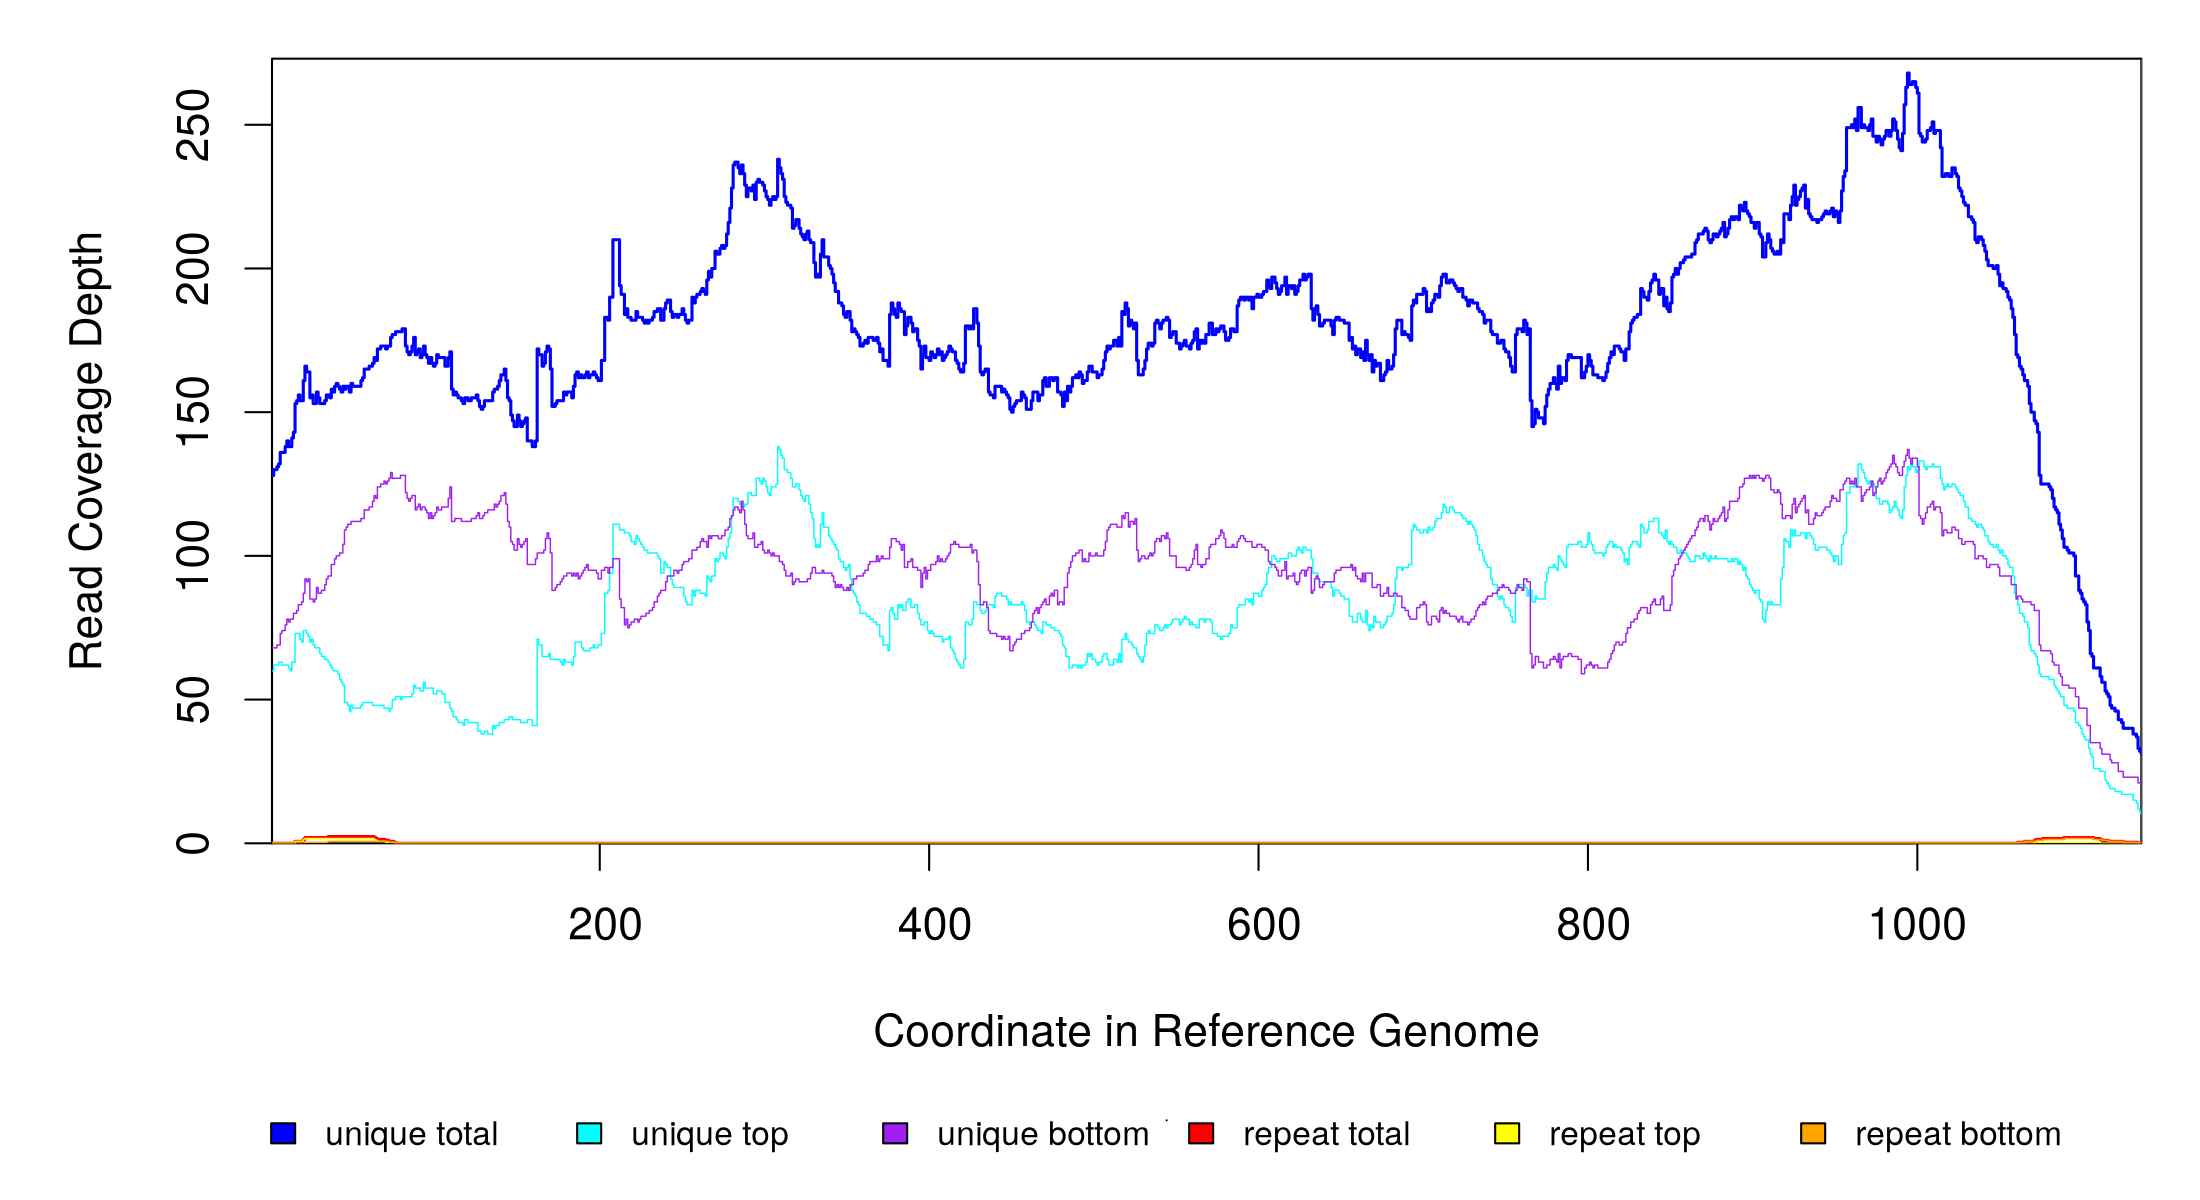 Read Coverage Depth
250
200
150
100
50
0
200 400 600 800 1000
Coordinate in Reference Genome
unique total unique top unique bottom repeat total repeat top repeat bottom